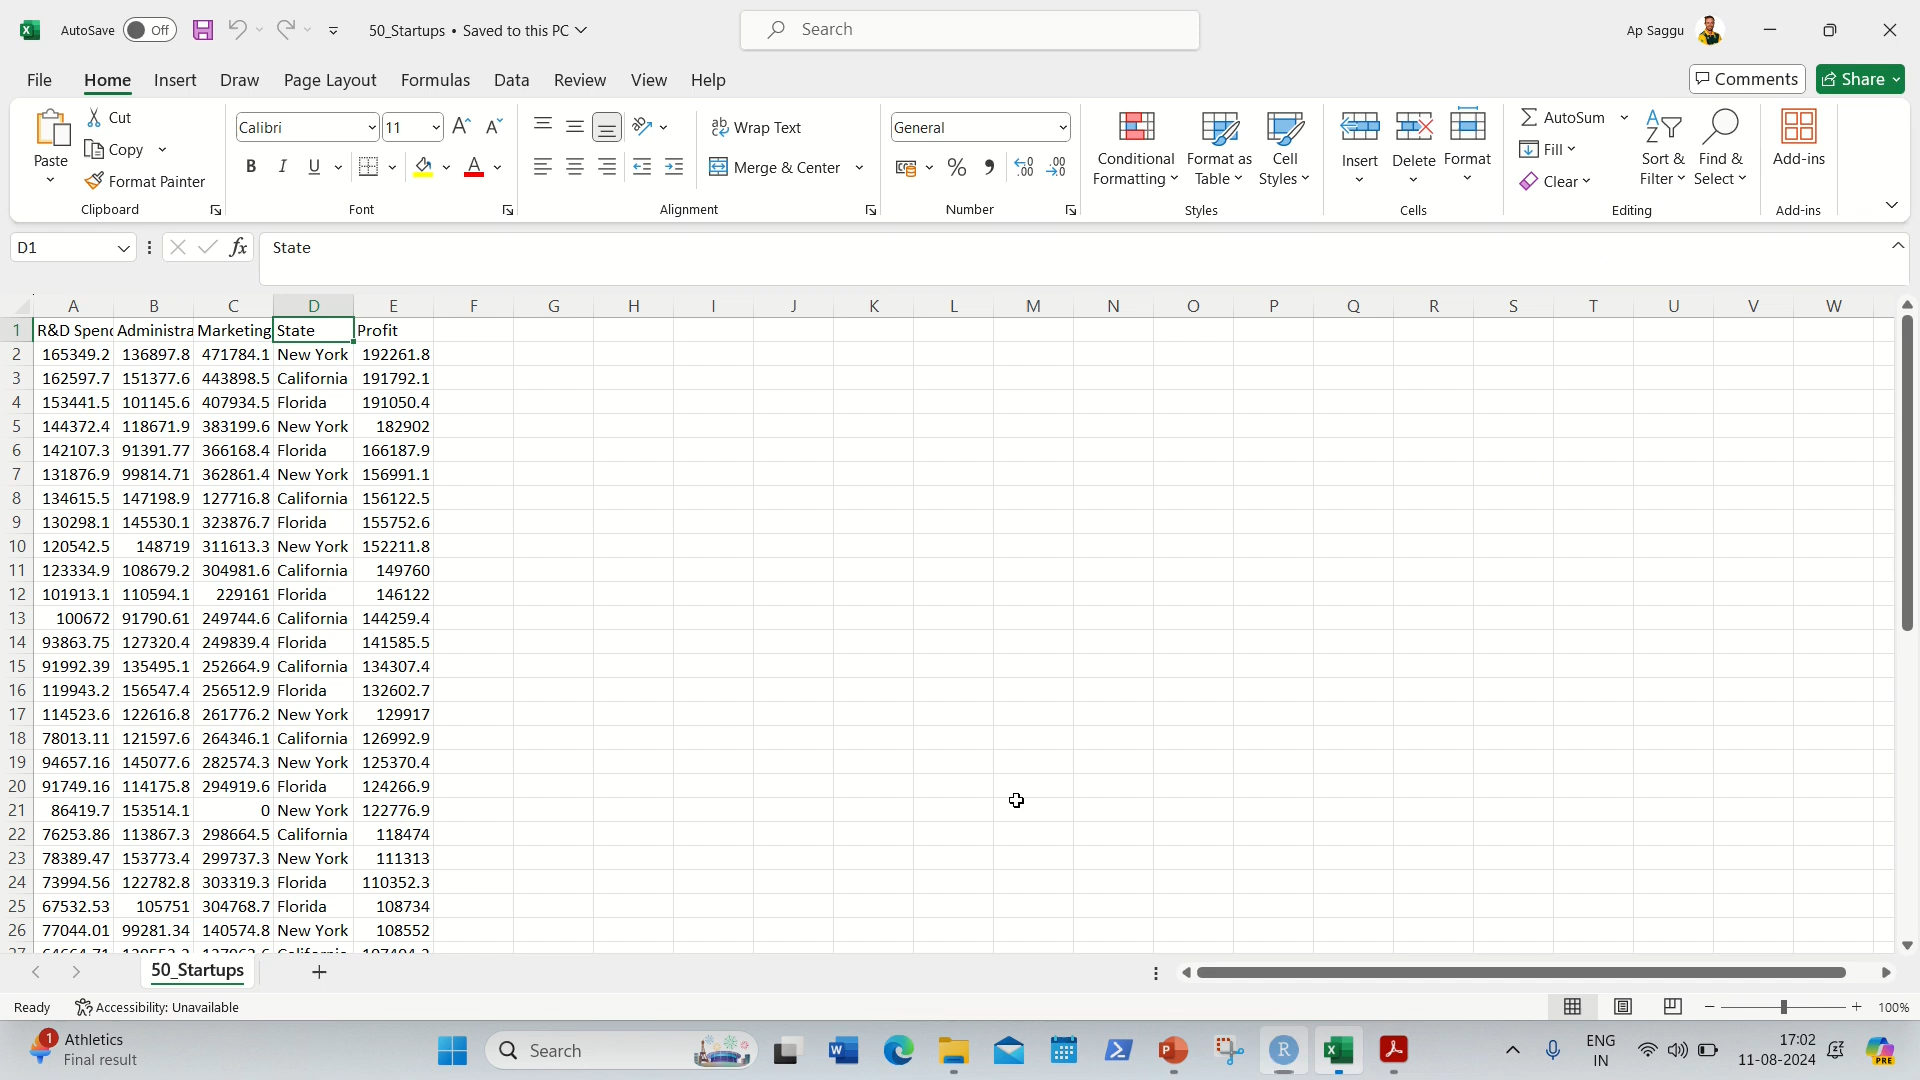 AutoSave Off 50_Startups • Saved to this PC Search Ap Saggu
File Home Insert Draw Page Layout Formulas Data Review View Help Comments Share
Paste Cut Copy Format Painter Clipboard
Calibri 11 B I U A Font
Wrap Text Merge & Center Alignment
General % Number
Conditional Formatting Format as Table Cell Styles Styles
Insert Delete Format Cells
AutoSum Fill Clear Sort & Filter Find & Select Editing
Add-ins Add-ins
D1 fx State
A B C D E F G H I J K L M N O P Q R S T U V W
1 R&D Spend Administra Marketing State Profit
2 165349.2 136897.8 471784.1 New York 192261.8
3 162597.7 151377.6 443898.5 California 191792.1
4 153441.5 101145.6 407934.5 Florida 191050.4
5 144372.4 118671.9 383199.6 New York 182902
6 142107.3 91391.77 366168.4 Florida 166187.9
7 131876.9 99814.71 362861.4 New York 156991.1
8 134615.5 147198.9 127716.8 California 156122.5
9 130298.1 145530.1 323876.7 Florida 155752.6
10 120542.5 148719 311613.3 New York 152211.8
11 123334.9 108679.2 304981.6 California 149760
12 101913.1 110594.1 229161 Florida 146122
13 100672 91790.61 249744.6 California 144259.4
14 93863.75 127320.4 249839.4 Florida 141585.5
15 91992.39 135495.1 252664.9 California 134307.4
16 119943.2 156547.4 256512.9 Florida 132602.7
17 114523.6 122616.8 261776.2 New York 129917
18 78013.11 121597.6 264346.1 California 126992.9
19 94657.16 145077.6 282574.3 New York 125370.4
20 91749.16 114175.8 294919.6 Florida 124266.9
21 86419.7 153514.1 0 New York 122776.9
22 76253.86 113867.3 298664.5 California 118474
23 78389.47 153773.4 299737.3 New York 111313
24 73994.56 122782.8 303319.3 Florida 110352.3
25 67532.53 105751 304768.7 Florida 108734
26 77044.01 99281.34 140574.8 New York 108552
50_Startups
Ready Accessibility: Unavailable 100%
1 Athletics Final result Search ENG IN 17:02 11-08-2024